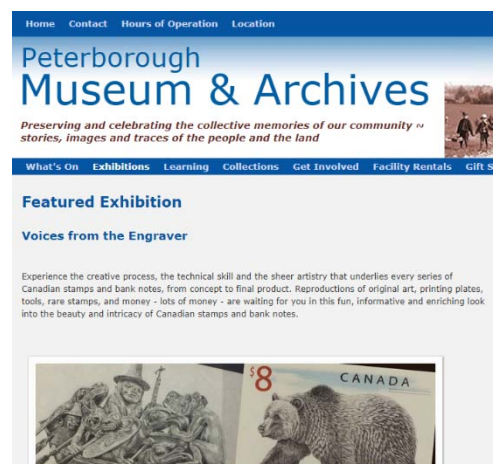 Home Contact Hours of Operation Location
Peterborough
Museum & Archives
Preserving and celebrating the collective memories of our community ~
stories, images and traces of the people and the land
What's On Exhibitions Learning Collections Get Involved Facility Rentals Gift S
Featured Exhibition
Voices from the Engraver
Experience the creative process, the technical skill and the sheer artistry that underlies every series of
Canadian stamps and bank notes, from concept to final product. Reproductions of original art, printing plates,
tools, rare stamps, and money - lots of money - are waiting for you in this fun, informative and enriching look
into the beauty and intricacy of Canadian stamps and bank notes.
$8 CANADA